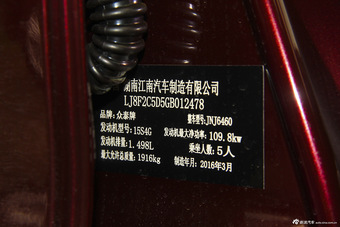 湖南江南汽车制造有限公司
LJ8F2C5D5GB012478
品牌：众泰牌 整车型号：JNJ6460
发动机型号：15S4G 发动机最大净功率：109.8kw
发动机排量：1.498L 乘坐人数：5人
最大允许总质量：1916kg 制造年月：2016年3月